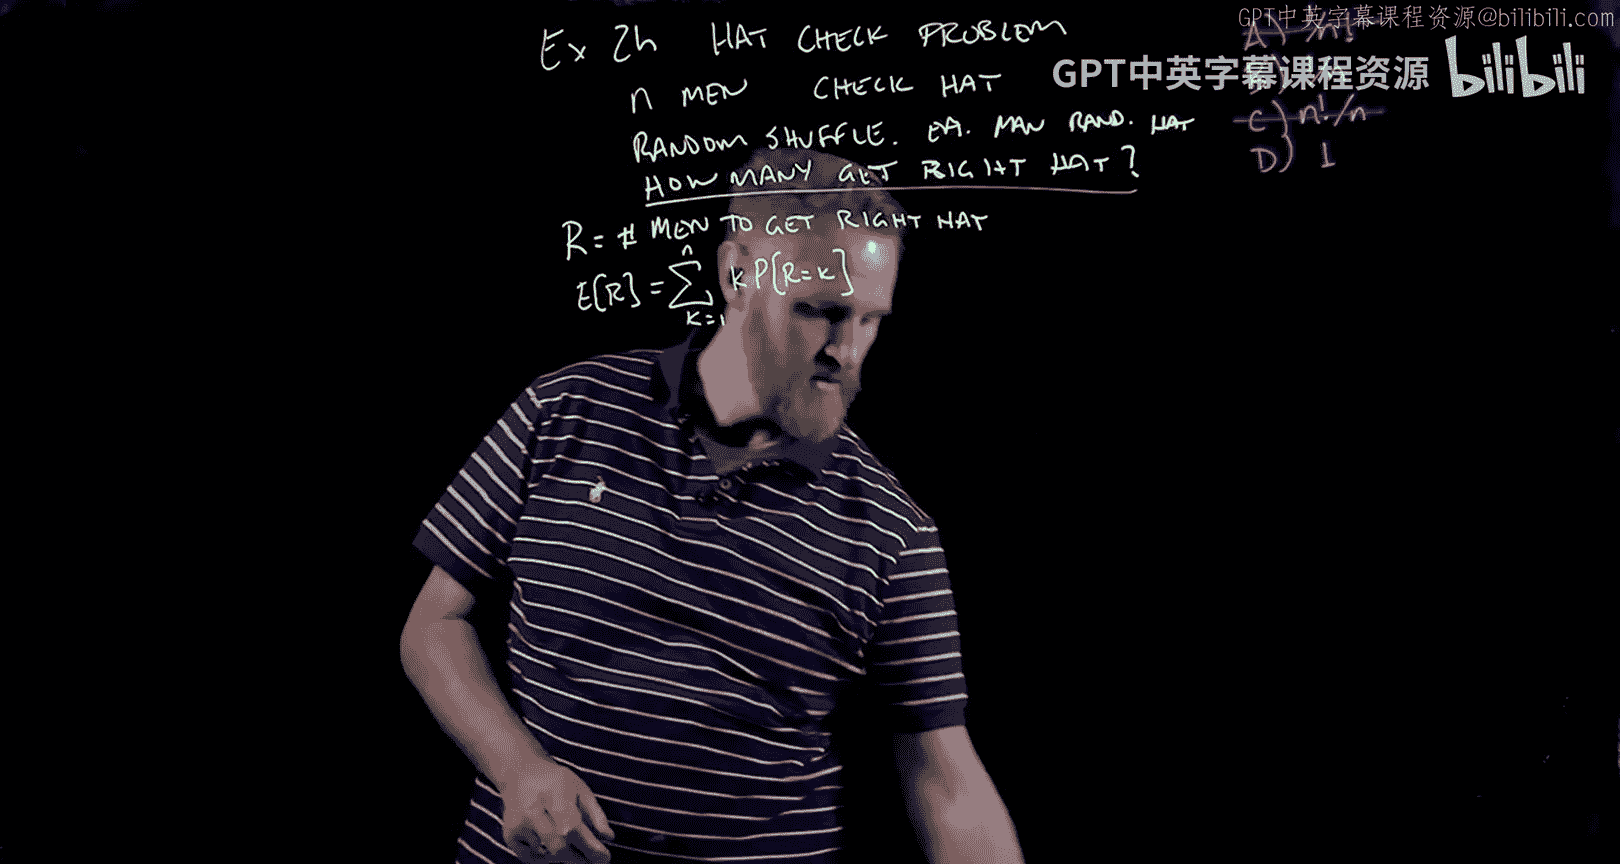 GPT中英字幕课程资源@bilibili.com
GPT中英字幕课程资源 bilibili
Ex 2h HAT CHECK PROBLEM
n MEN CHECK HAT
RANDOM SHUFFLE. EA. MAN RAND. HAT
HOW MANY GET RIGHT HAT?
R = # MEN TO GET RIGHT HAT
E[R] = n ∑ k=1 k P[R=k]
A) n!
C) n!/n
D) 1